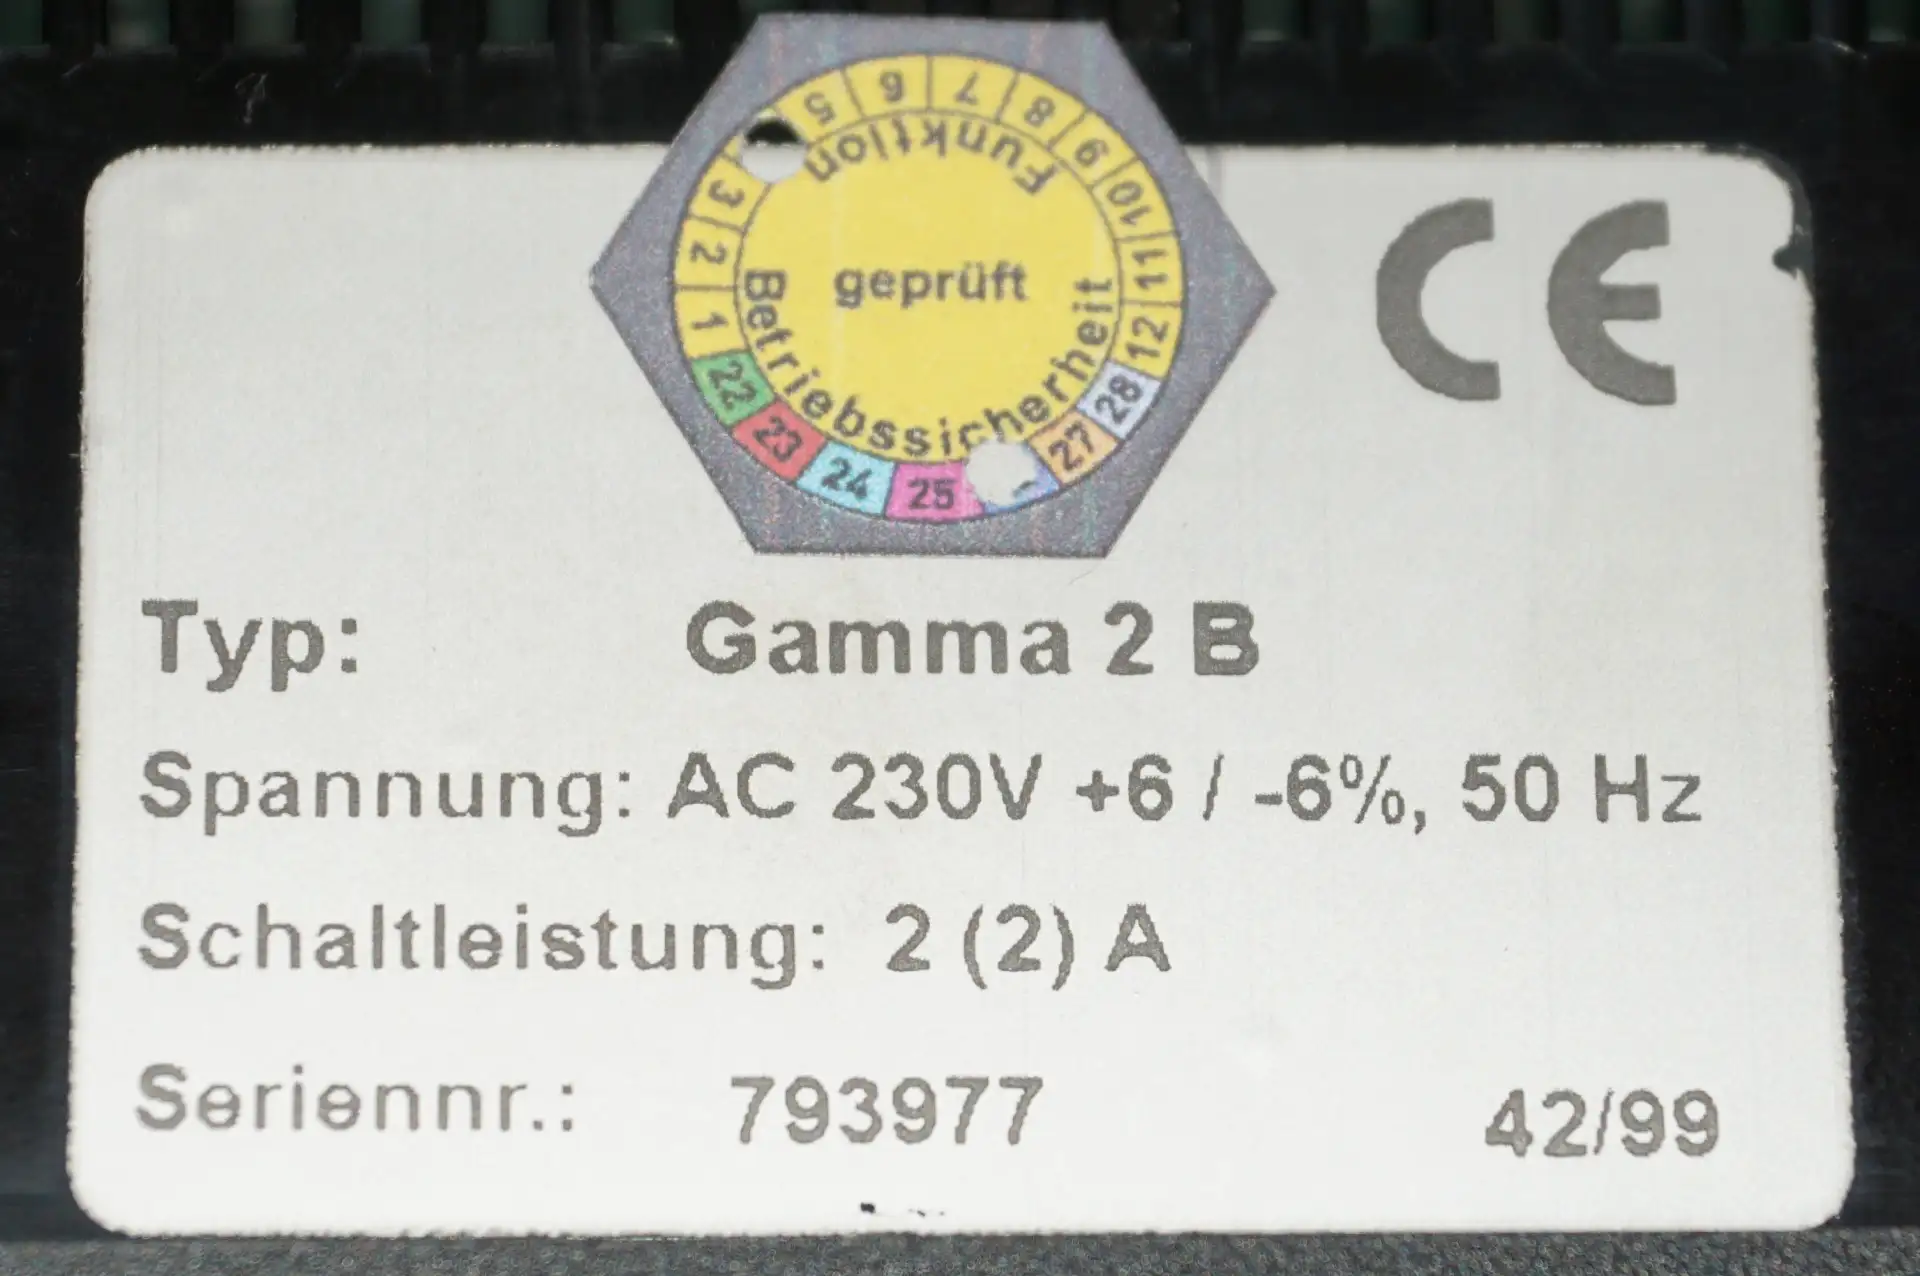 5 6 7 8 9 10 11 12
3 2 1
Funktion
geprüft
Betriebssicherheit
22 23 24 25 27 28
CE
Typ: Gamma 2 B
Spannung: AC 230V +6 / -6%, 50 Hz
Schaltleistung: 2 (2) A
Seriennr.: 793977 42/99